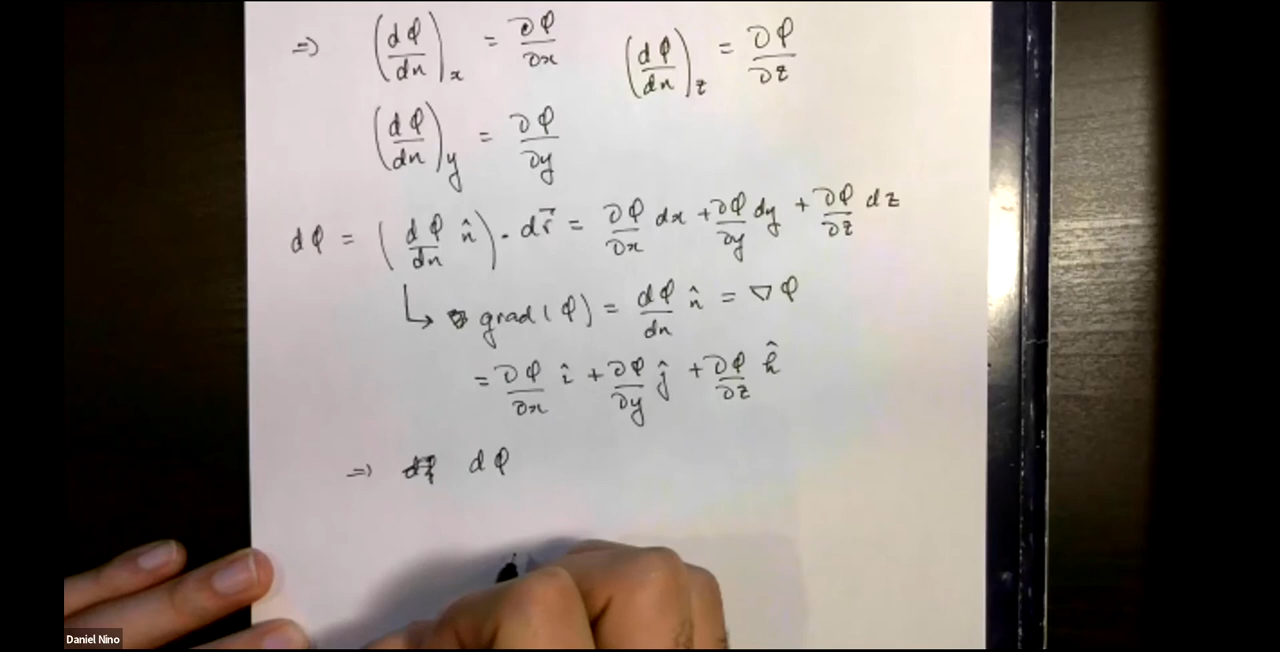 ⇒ (dφ/dn)ₓ = ∂φ/∂x (dφ/dn)_z = ∂φ/∂z
(dφ/dn)_y = ∂φ/∂y
dφ = (dφ/dn n̂) · dr⃗ = ∂φ/∂x dx + ∂φ/∂y dy + ∂φ/∂z dz
↳ grad(φ) = dφ/dn n̂ = ∇φ
= ∂φ/∂x î + ∂φ/∂y ĵ + ∂φ/∂z k̂
⇒ dφ
Daniel Nino